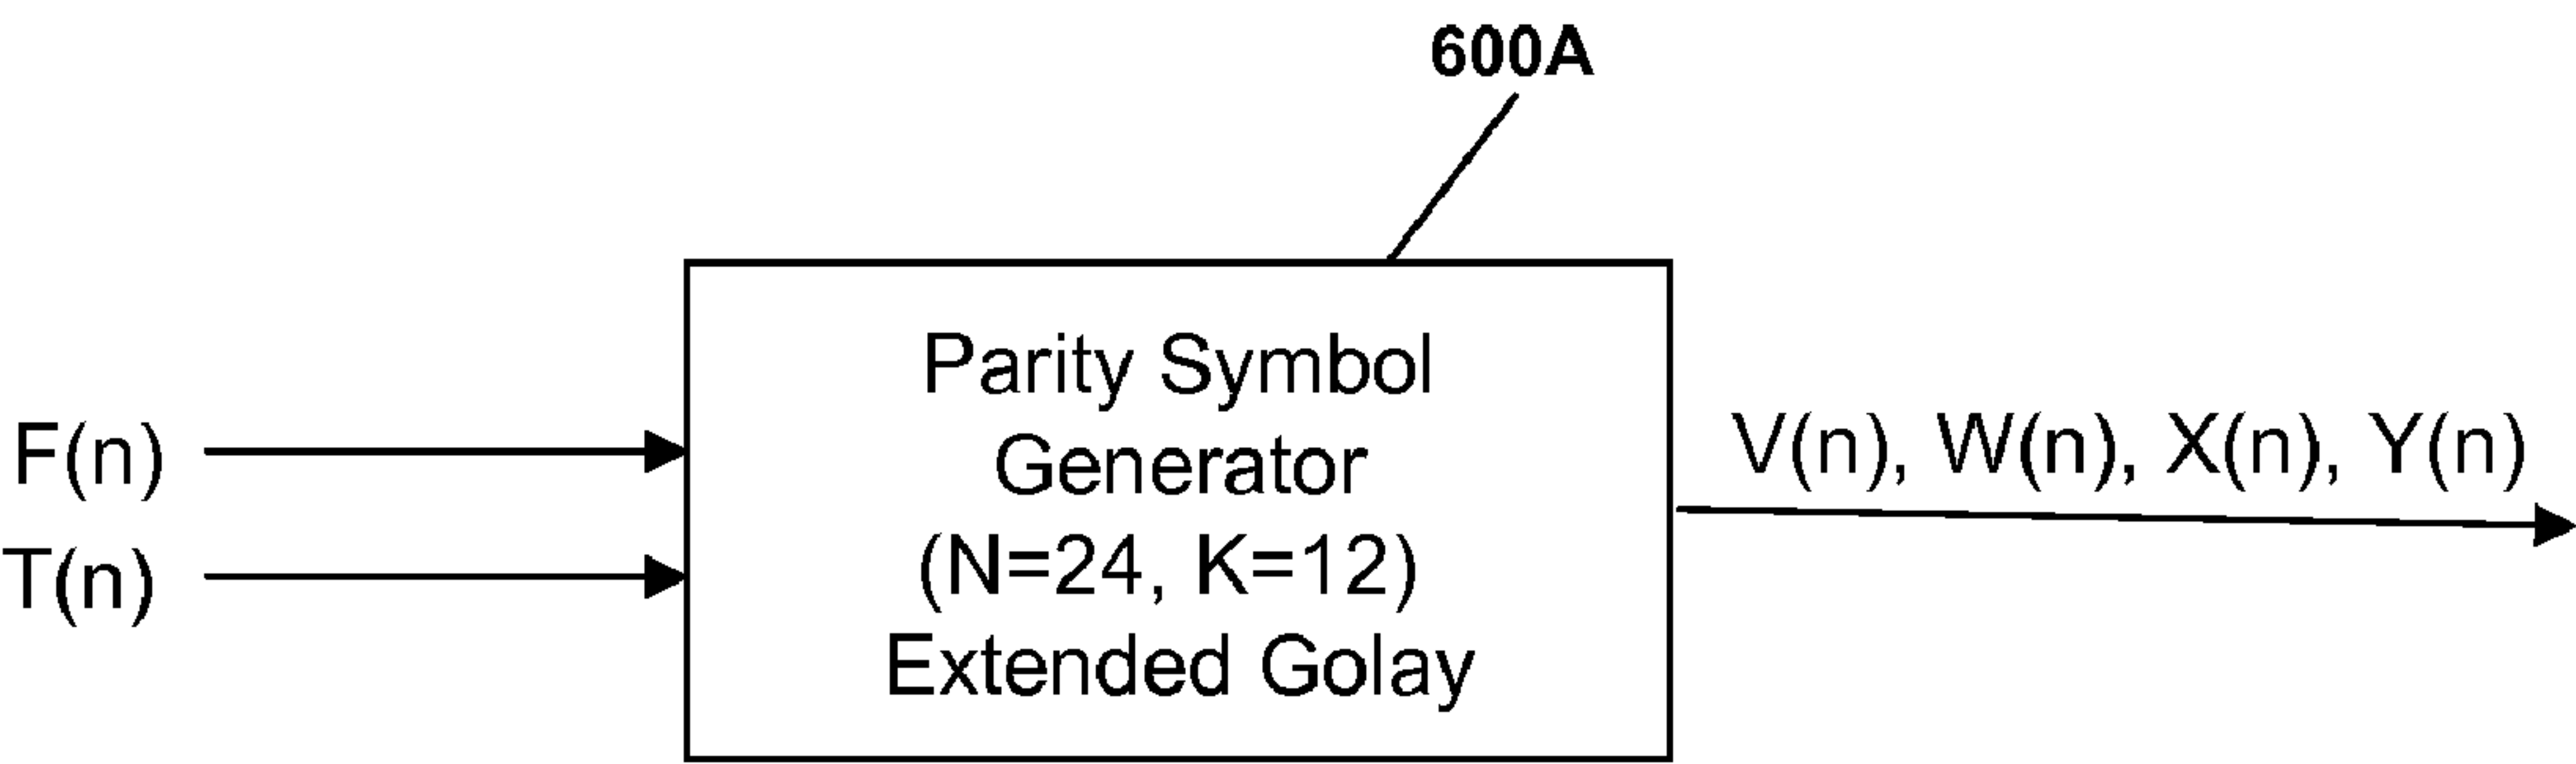 600A
Parity Symbol
Generator
(N=24, K=12)
Extended Golay
F(n)
T(n)
V(n), W(n), X(n), Y(n)